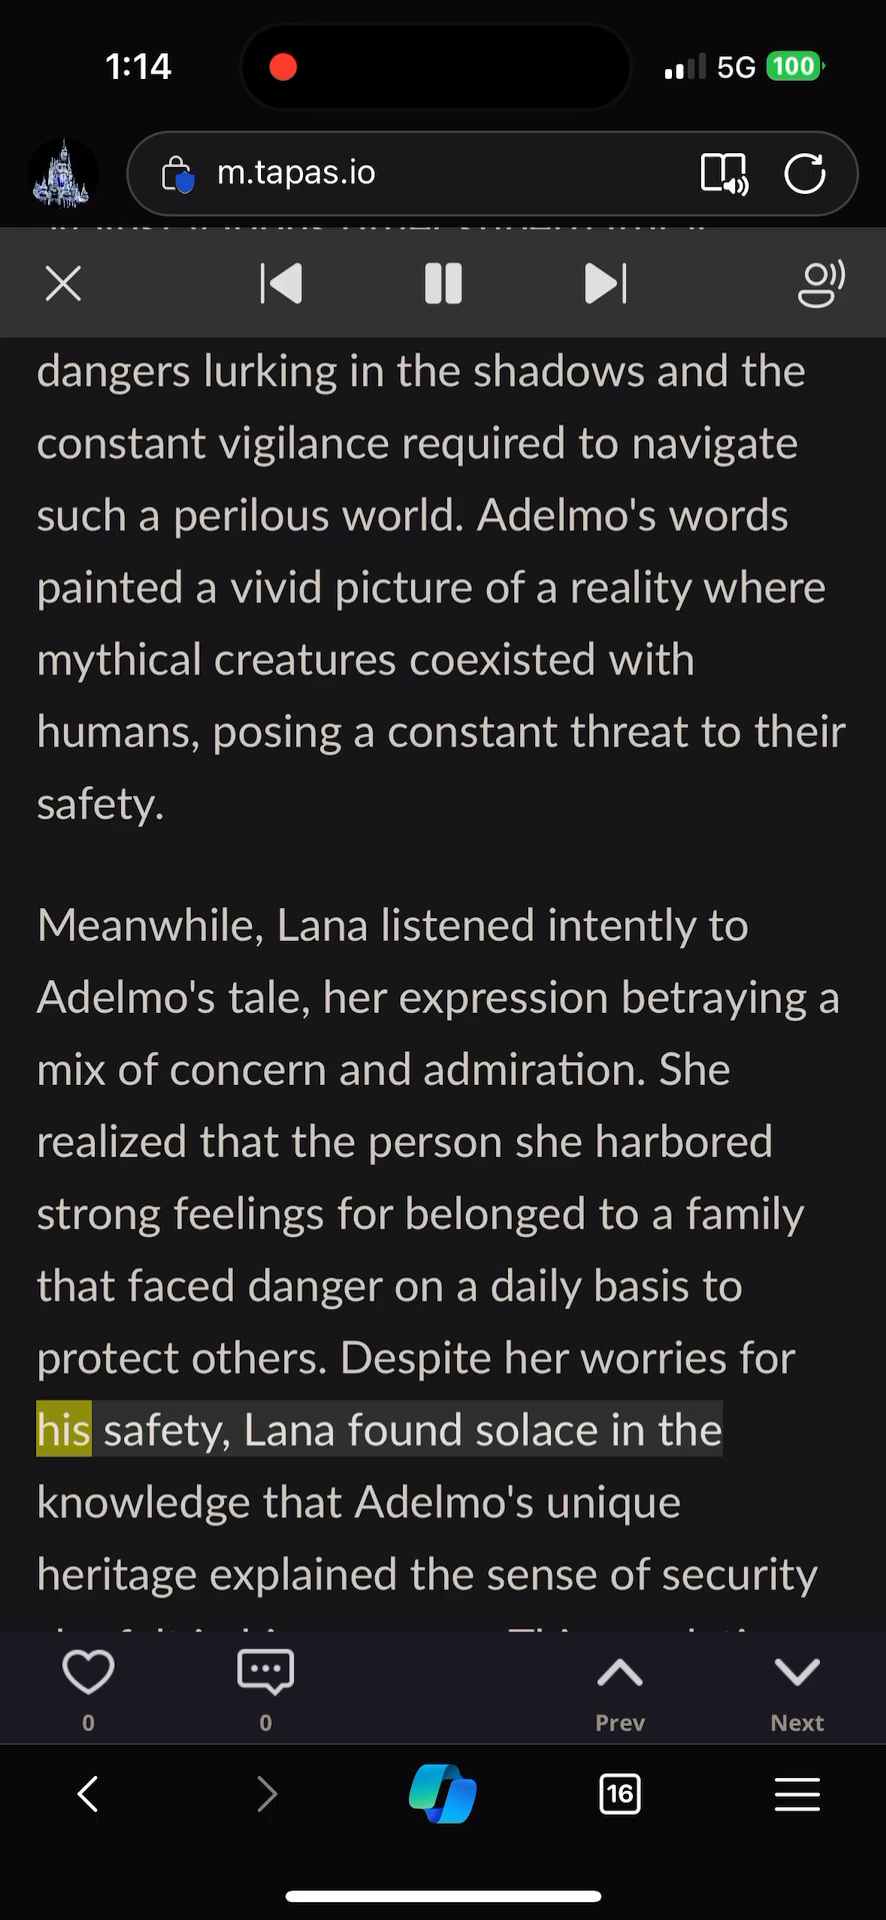 1:14
5G
100
m.tapas.io
dangers lurking in the shadows and the
constant vigilance required to navigate
such a perilous world. Adelmo's words
painted a vivid picture of a reality where
mythical creatures coexisted with
humans, posing a constant threat to their
safety.
Meanwhile, Lana listened intently to
Adelmo's tale, her expression betraying a
mix of concern and admiration. She
realized that the person she harbored
strong feelings for belonged to a family
that faced danger on a daily basis to
protect others. Despite her worries for
his safety, Lana found solace in the
knowledge that Adelmo's unique
heritage explained the sense of security
0
0
Prev
Next
16